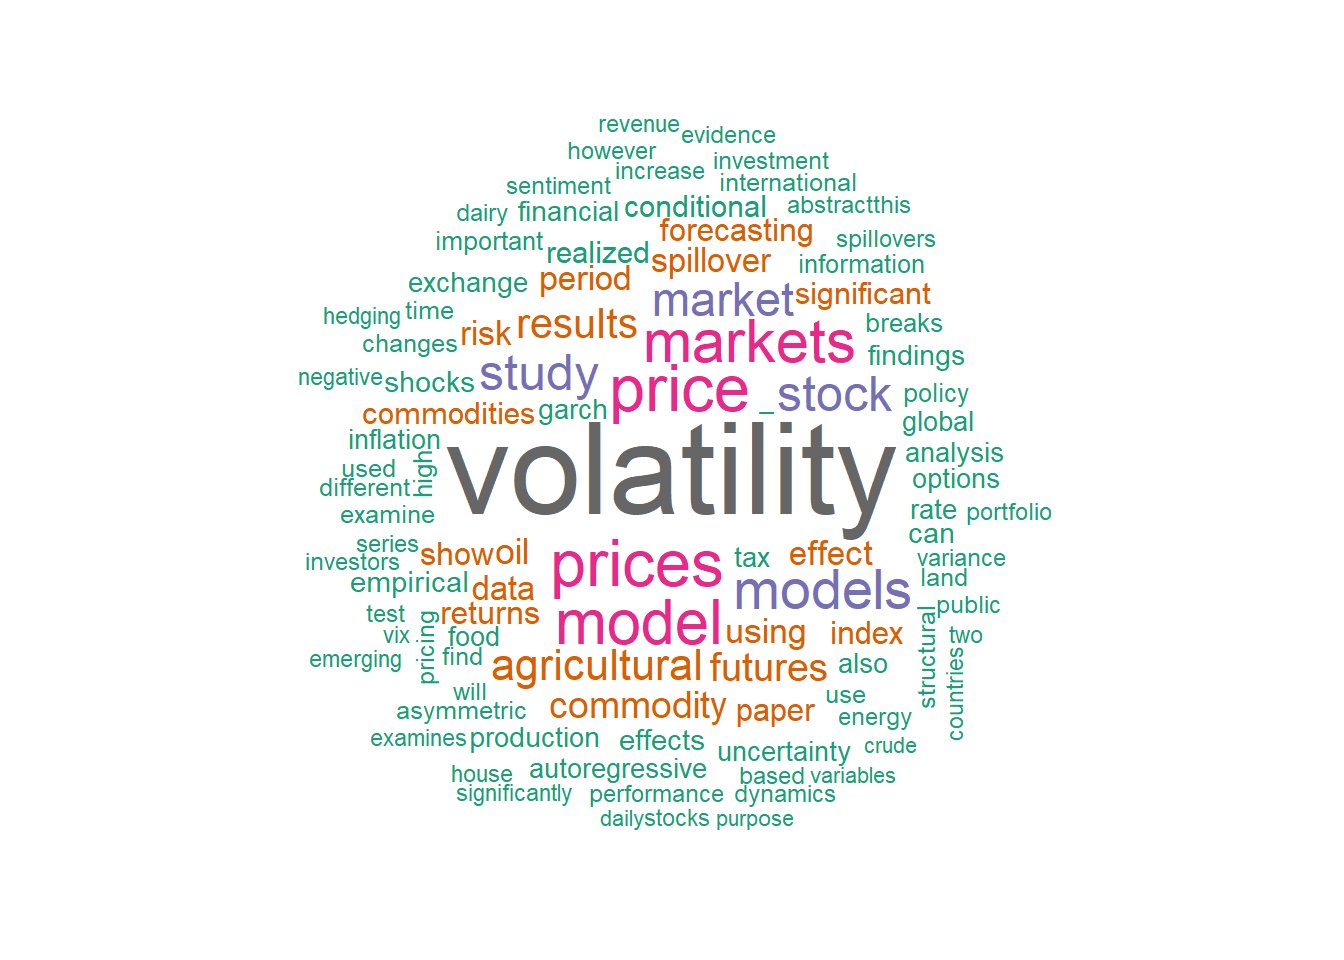 revenue
evidence
however
increase
investment
international
sentiment
dairy
financial
conditional
abstractthis
important
realized
forecasting
spillover
spillovers
information
exchange
period
market
significant
hedging
time
changes
risk
results
markets
breaks
findings
negative
shocks
study
price
_
stock
policy
commodities
garch
global
inflation
used
high
different
volatility
analysis
options
examine
rate
portfolio
can
series
investors
show
oil
prices
tax
effect
variance
empirical
data
models
land
test
returns
model
using
index
public
structural
two
vix
pricing
food
emerging
find
agricultural
futures
also
countries
will
asymmetric
commodity
paper
use
energy
examines
production
effects
uncertainty
crude
house
autoregressive
based
variables
significantly
performance
dynamics
daily
stocks
purpose